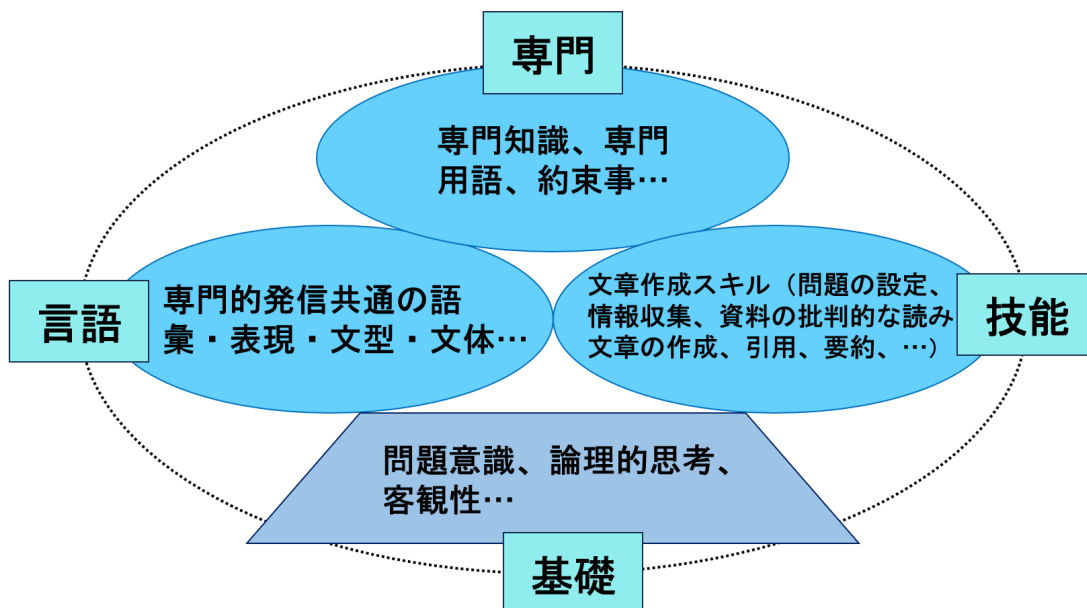 専門
専門知識、専門
用語、約束事…
言語
専門的発信共通の語
彙・表現・文型・文体…
文章作成スキル（問題の設定、
情報収集、資料の批判的な読み
文章の作成、引用、要約、…）
技能
問題意識、論理的思考、
客観性…
基礎